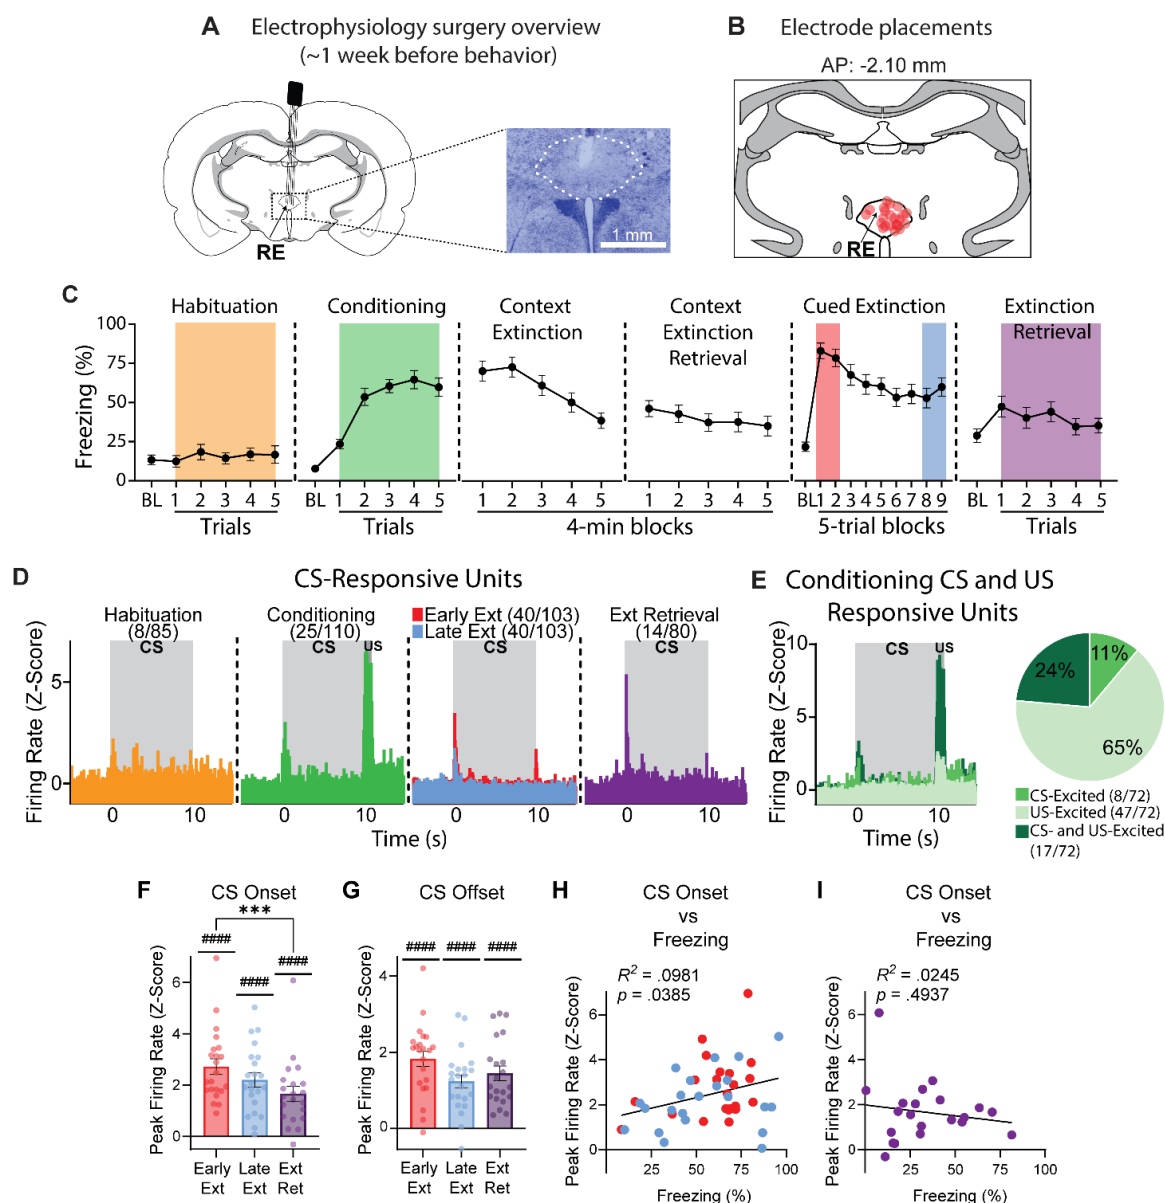 A Electrophysiology surgery overview
(~1 week before behavior)
RE
1 mm
B Electrode placements
AP: -2.10 mm
RE
C
Habituation
Conditioning
Context
Extinction
Context
Extinction
Retrieval
Cued Extinction
Extinction
Retrieval
Freezing (%)
100
75
50
25
0
BL 1 2 3 4 5
Trials
BL 1 2 3 4 5
Trials
1 2 3 4 5
1 2 3 4 5
4-min blocks
BL 1 2 3 4 5 6 7 8 9
5-trial blocks
BL 1 2 3 4 5
Trials
D CS-Responsive Units
Habituation
(8/85)
CS
Conditioning
(25/110)
CS US
Early Ext (40/103)
Late Ext (40/103)
CS
Ext Retrieval
(14/80)
CS
Firing Rate (Z-Score)
5
0
0 10
0 10
0 10
0 10
Time (s)
E Conditioning CS and US
Responsive Units
Firing Rate (Z-Score)
10
5
0
CS US
0 10
Time (s)
11%
24%
65%
CS-Excited (8/72)
US-Excited (47/72)
CS- and US-Excited
(17/72)
F CS Onset
***
####
####
####
Peak Firing Rate (Z-Score)
6
4
2
0
Early
Ext
Late
Ext
Ext
Ret
G CS Offset
#### #### ####
Peak Firing Rate (Z-Score)
4
2
0
Early
Ext
Late
Ext
Ext
Ret
H CS Onset
vs
Freezing
R² = .0981
p = .0385
Peak Firing Rate (Z-Score)
6
4
2
0
25 50 75 100
Freezing (%)
I CS Onset
vs
Freezing
R² = .0245
p = .4937
Peak Firing Rate (Z-Score)
6
4
2
0
25 50 75 100
Freezing (%)